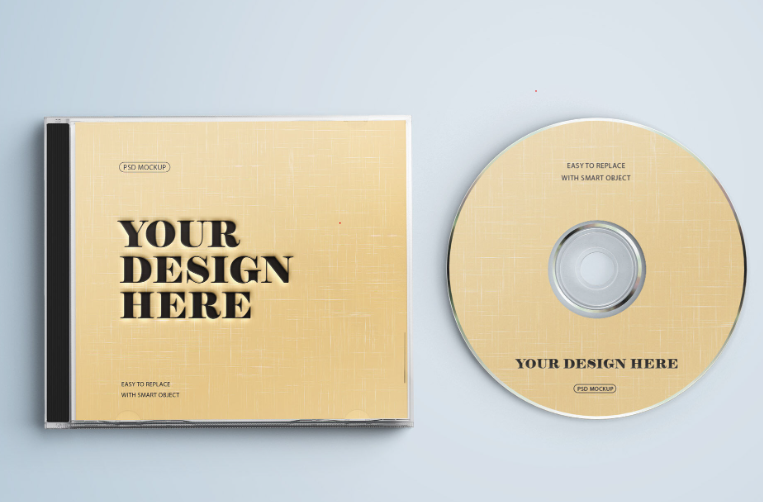 PSD MOCKUP
YOUR
DESIGN
HERE
EASY TO REPLACE
WITH SMART OBJECT
EASY TO REPLACE
WITH SMART OBJECT
YOUR DESIGN HERE
PSD MOCKUP